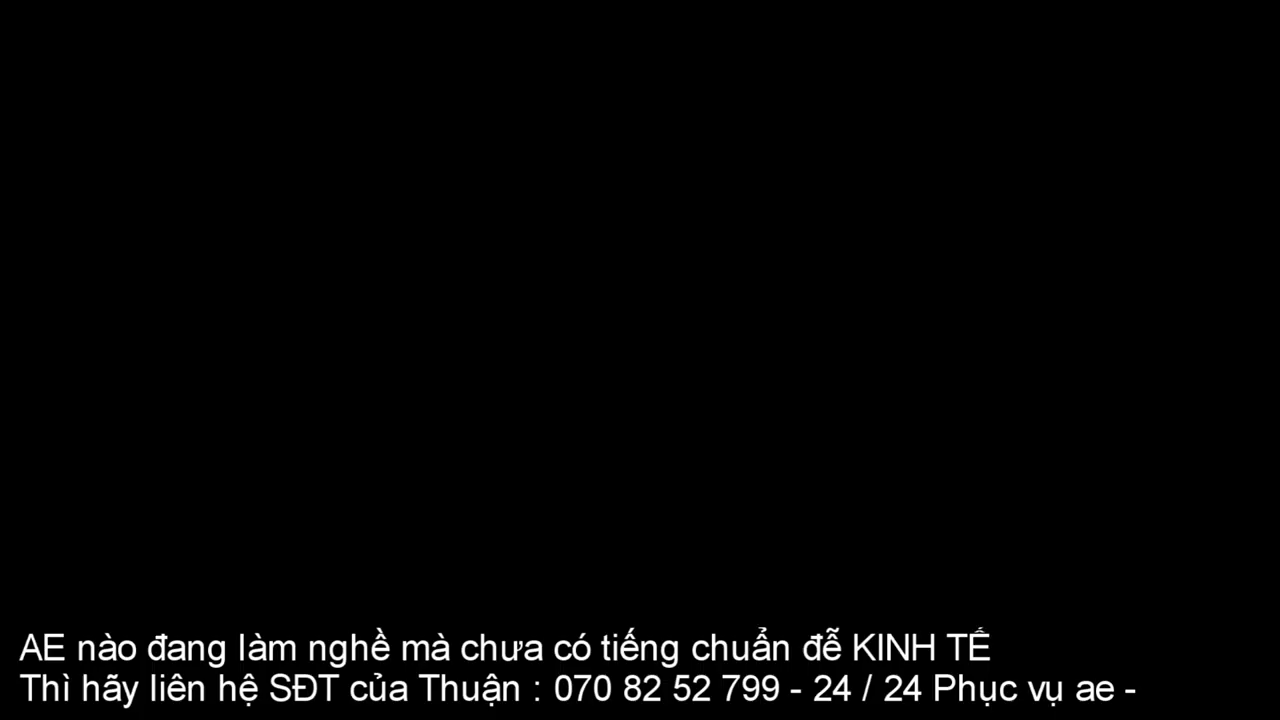 AE nào đang làm nghề mà chưa có tiếng chuẩn đễ KINH TẾ
Thì hãy liên hệ SĐT của Thuận : 070 82 52 799 - 24 / 24 Phục vụ ae -